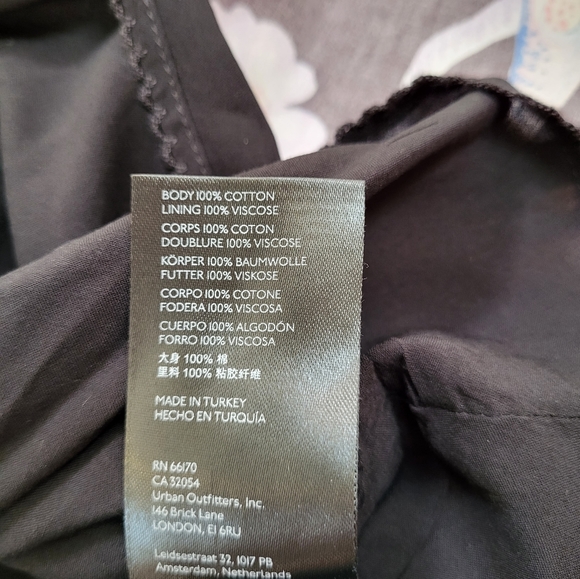 BODY 100% COTTON
LINING 100% VISCOSE
CORPS 100% COTON
DOUBLURE 100% VISCOSE
KÖRPER 100% BAUMWOLLE
FUTTER 100% VISKOSE
CORPO 100% COTONE
FODERA 100% VISCOSA
CUERPO 100% ALGODÓN
FORRO 100% VISCOSA
大身 100% 棉
里料 100% 粘胶纤维
MADE IN TURKEY
HECHO EN TURQUÍA
RN 66170
CA 32054
Urban Outfitters, Inc.
146 Brick Lane
LONDON, E1 6RU
Leidsestraat 32, 1017 PB
Amsterdam, Netherlands